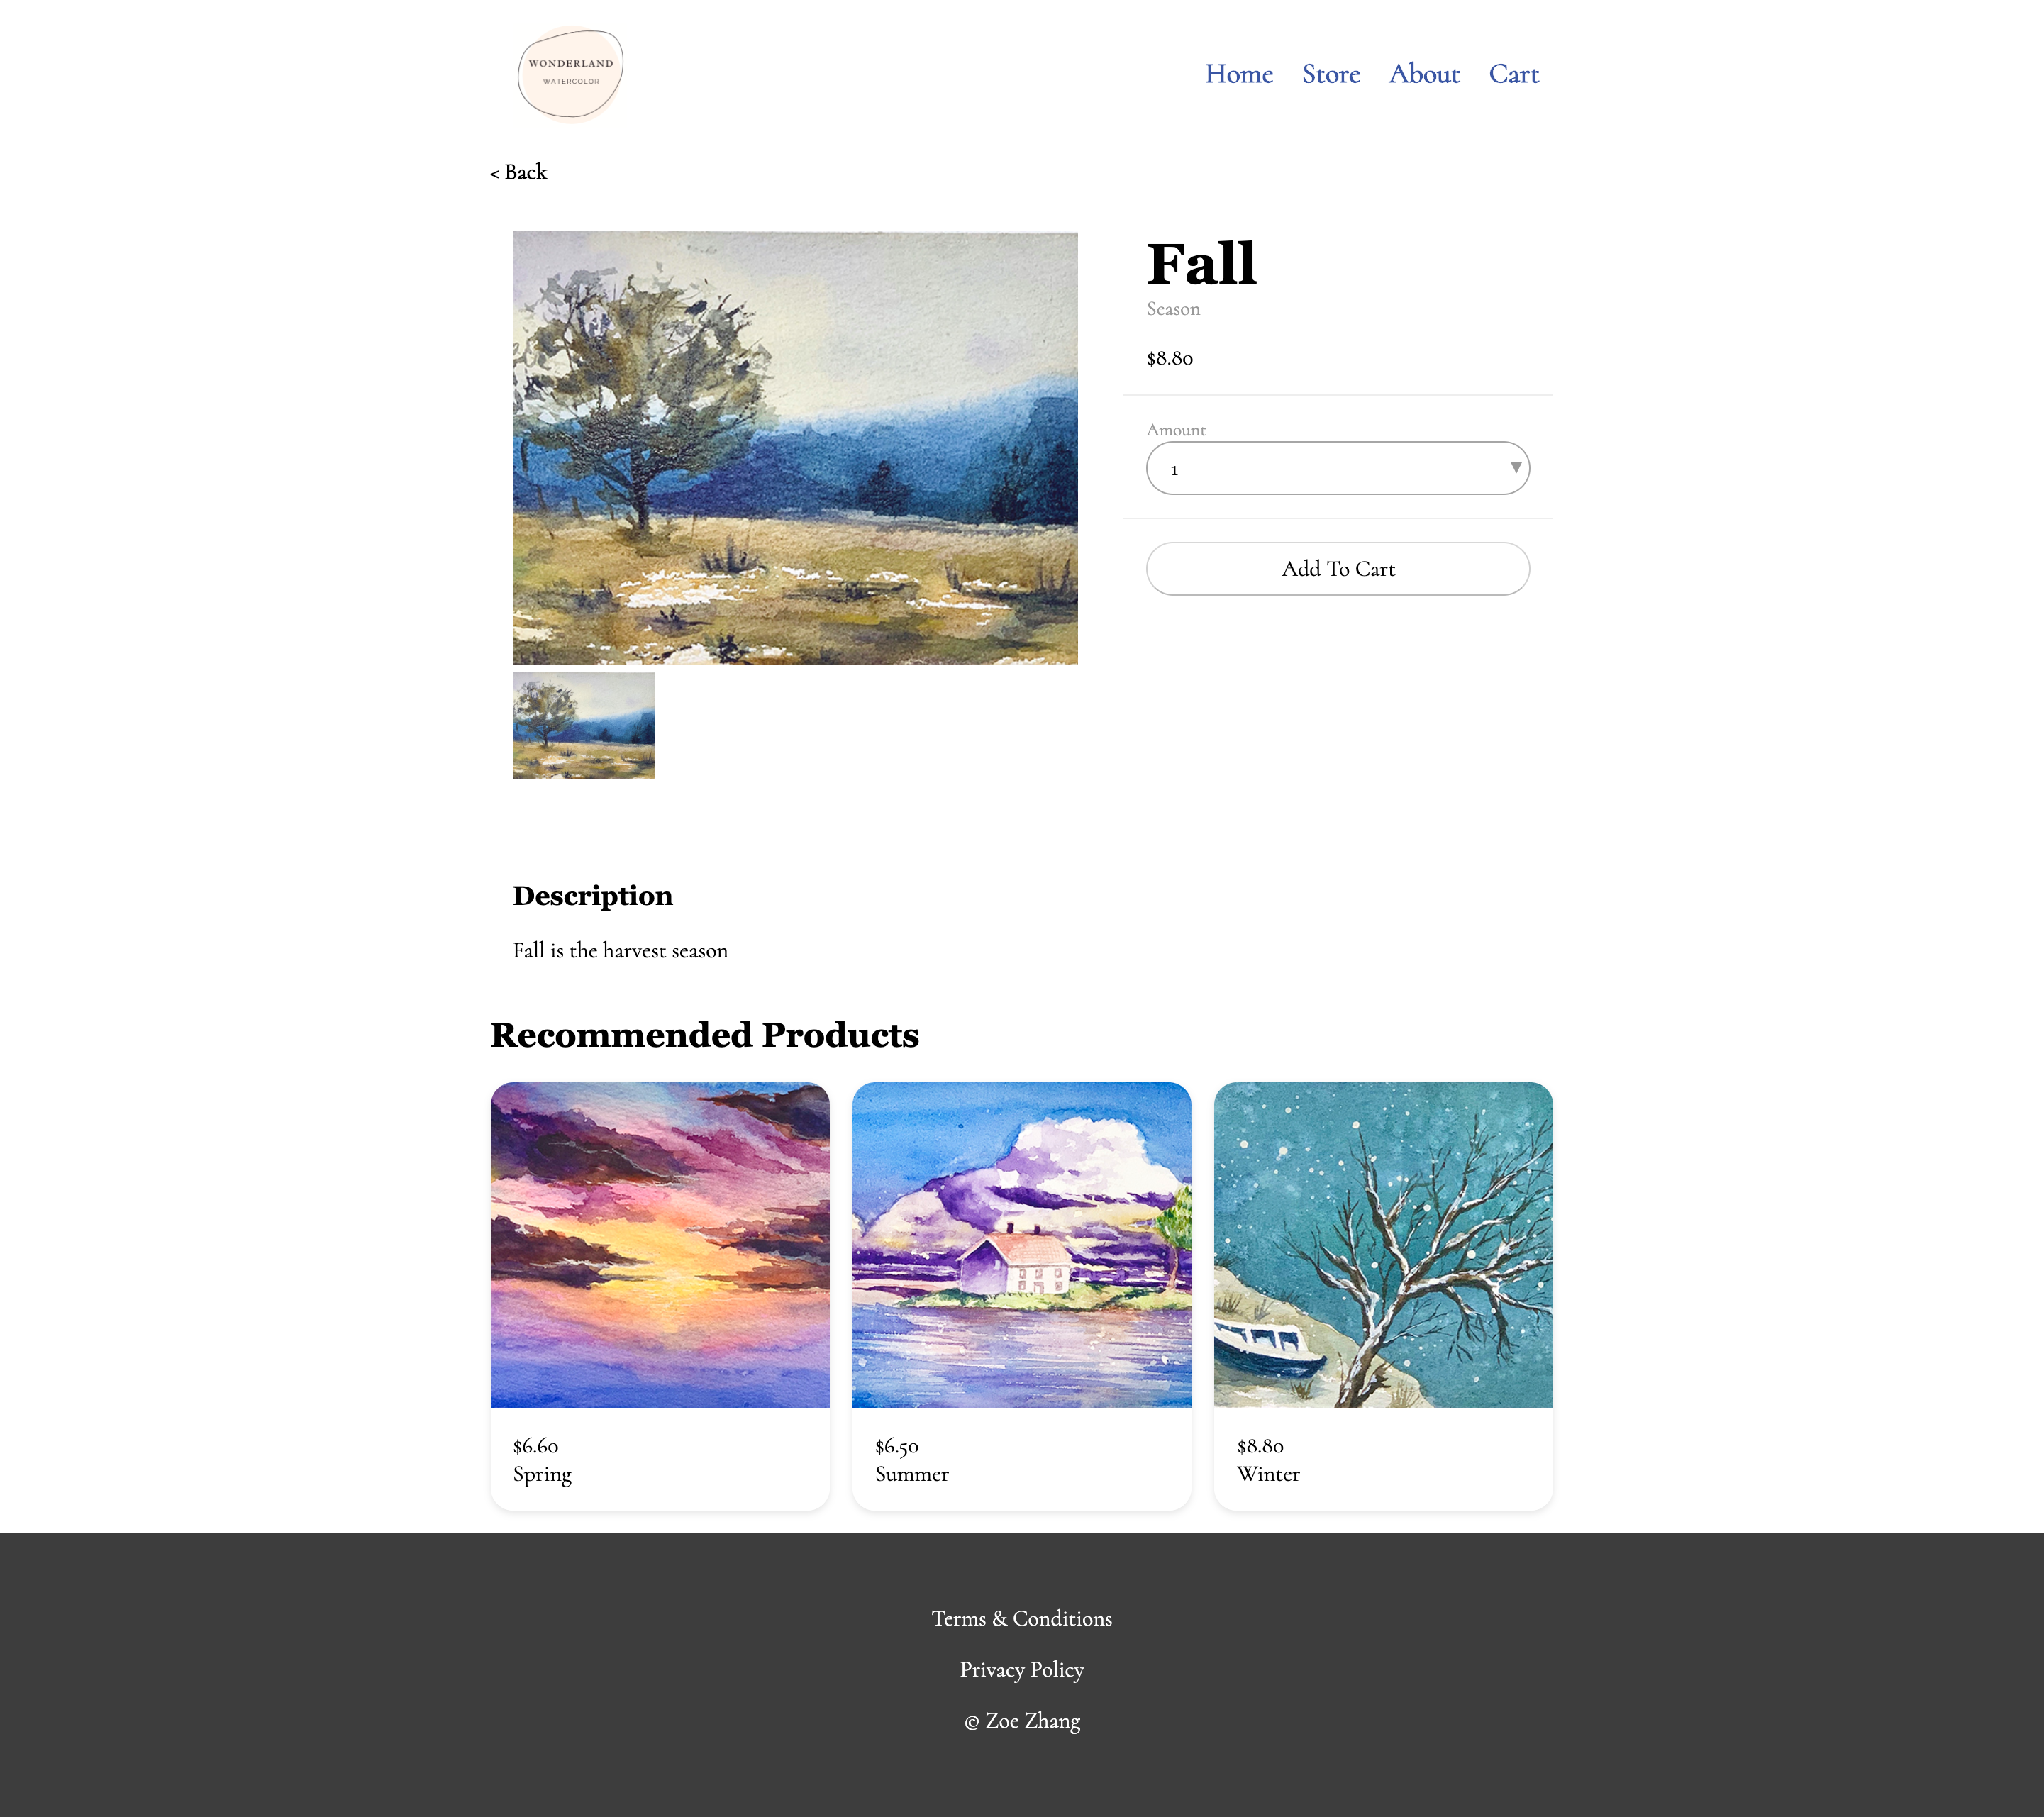 WONDERLAND
WATERCOLOR
Home Store About Cart
< Back
Fall
Season
$8.80
Amount
1
Add To Cart
Description
Fall is the harvest season
Recommended Products
$6.60
Spring
$6.50
Summer
$8.80
Winter
Terms & Conditions
Privacy Policy
© Zoe Zhang